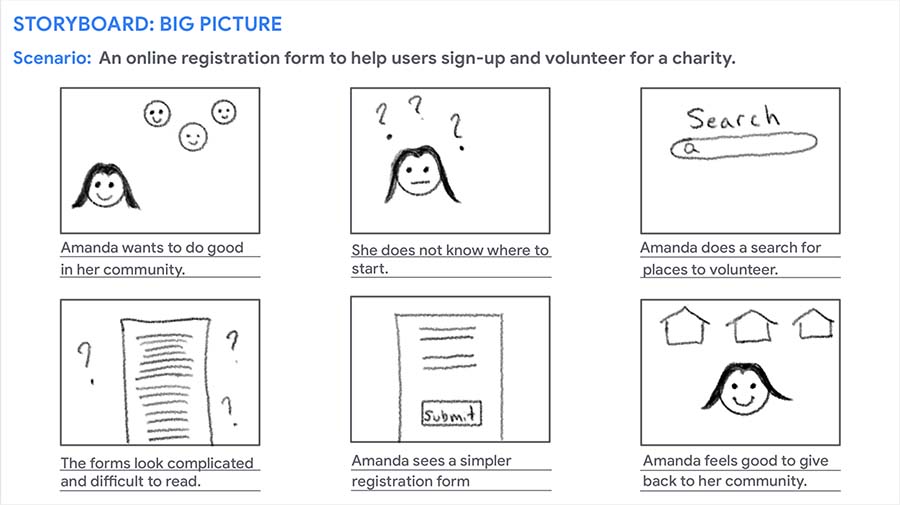 STORYBOARD: BIG PICTURE
Scenario: An online registration form to help users sign-up and volunteer for a charity.
? ? ?
Search
a
Amanda wants to do good
in her community.
She does not know where to
start.
Amanda does a search for
places to volunteer.
? ? ?
submit
The forms look complicated
and difficult to read.
Amanda sees a simpler
registration form
Amanda feels good to give
back to her community.